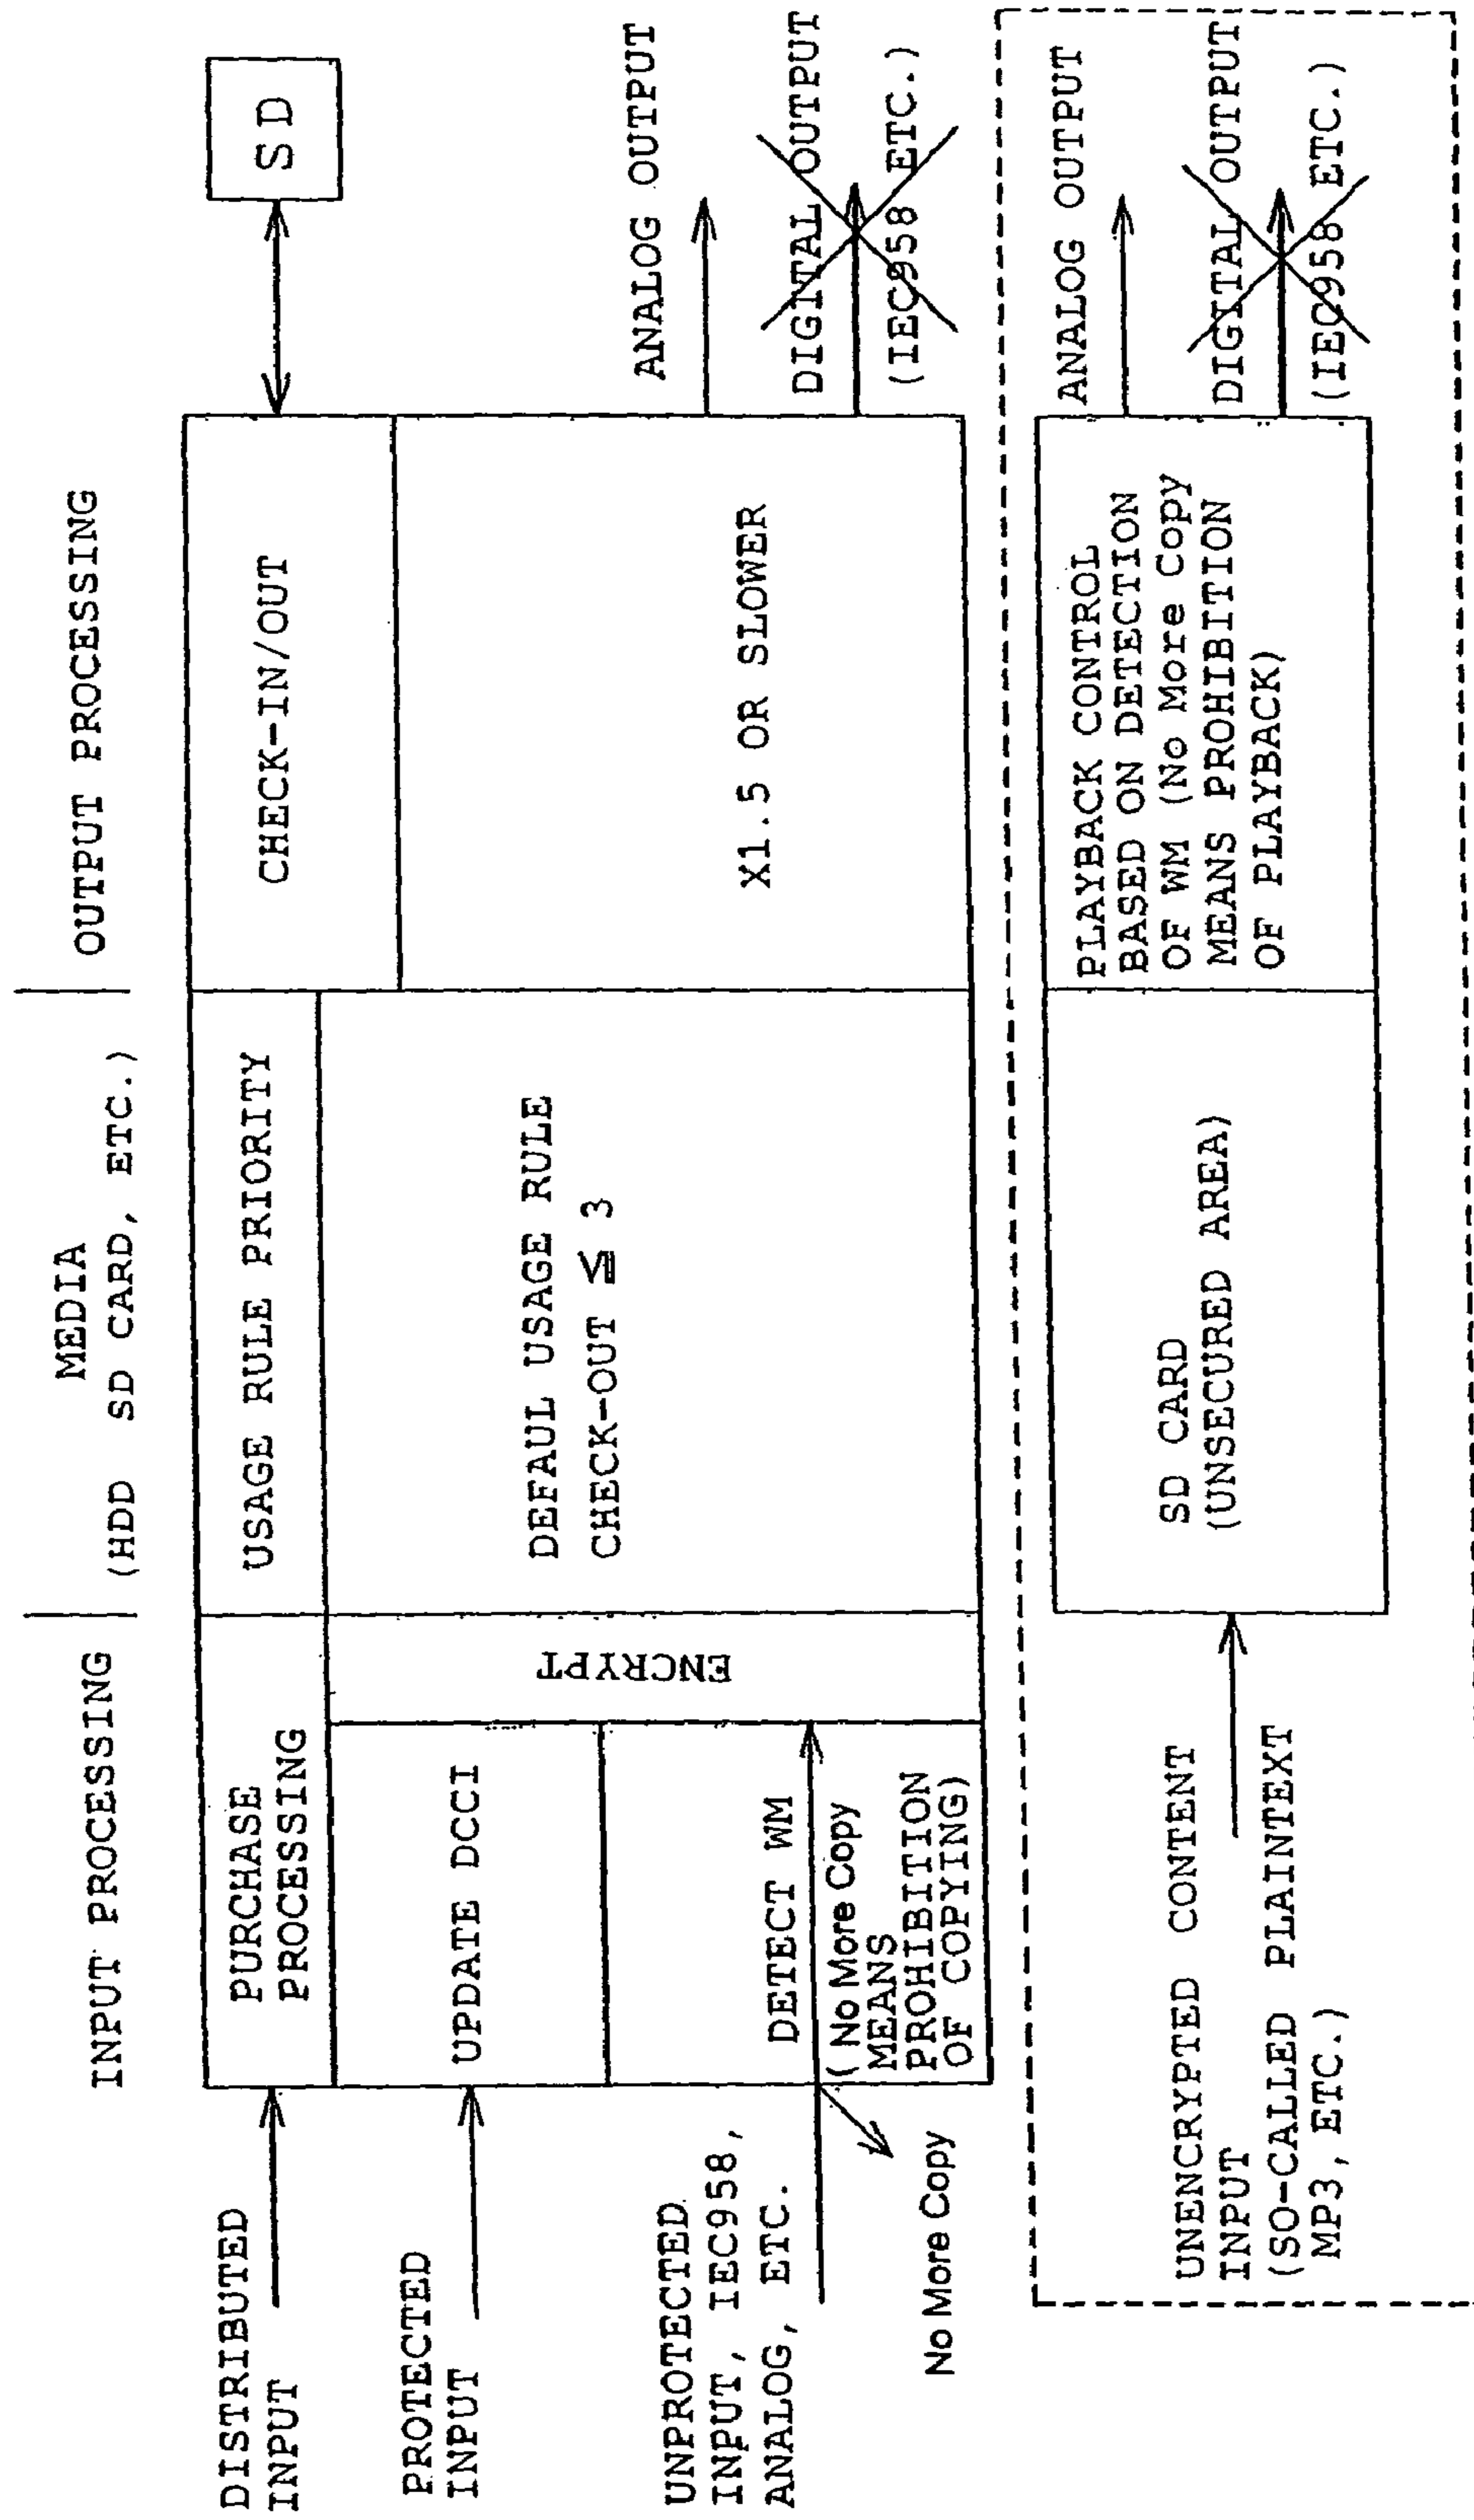 INPUT PROCESSING
MEDIA
(HDD SD CARD, ETC.)
OUTPUT PROCESSING
DISTRIBUTED
INPUT
PURCHASE
PROCESSING
USAGE RULE PRIORITY
CHECK-IN/OUT
SD
PROTECTED
INPUT
UPDATE DCCI
ENCRYPT
DEFAUL USAGE RULE
CHECK-OUT ≦ 3
X1.5 OR SLOWER
ANALOG OUTPUT
DIGITAL OUTPUT
(IEC958 ETC.)
UNPROTECTED
INPUT, IEC958,
ANALOG, ETC.
DETECT WM
(No More Copy
MEANS
PROHIBITION
OF COPYING)
No More Copy
UNENCRYPTED CONTENT
INPUT
(SO-CALLED PLAINTEXT
MP3, ETC.)
SD CARD
(UNSECURED AREA)
PLAYBACK CONTROL
BASED ON DETECTION
OF WM (No More Copy
MEANS PROHIBITION
OF PLAYBACK)
ANALOG OUTPUT
DIGITAL OUTPUT
(IEC958 ETC.)